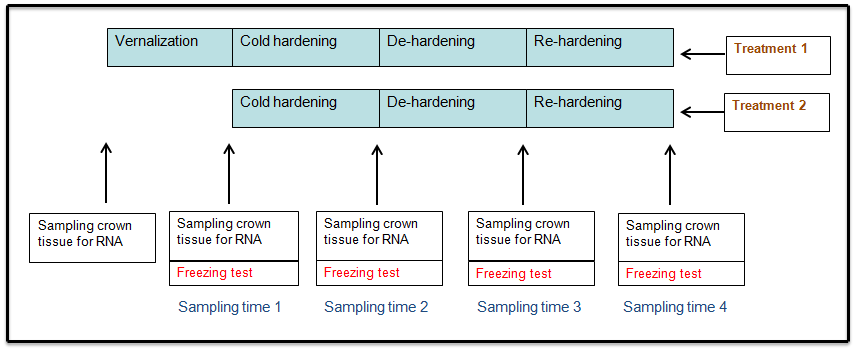 Vernalization Cold hardening De-hardening Re-hardening Treatment 1
Cold hardening De-hardening Re-hardening Treatment 2
Sampling crown
tissue for RNA
Sampling crown
tissue for RNA
Freezing test
Sampling time 1
Sampling crown
tissue for RNA
Freezing test
Sampling time 2
Sampling crown
tissue for RNA
Freezing test
Sampling time 3
Sampling crown
tissue for RNA
Freezing test
Sampling time 4